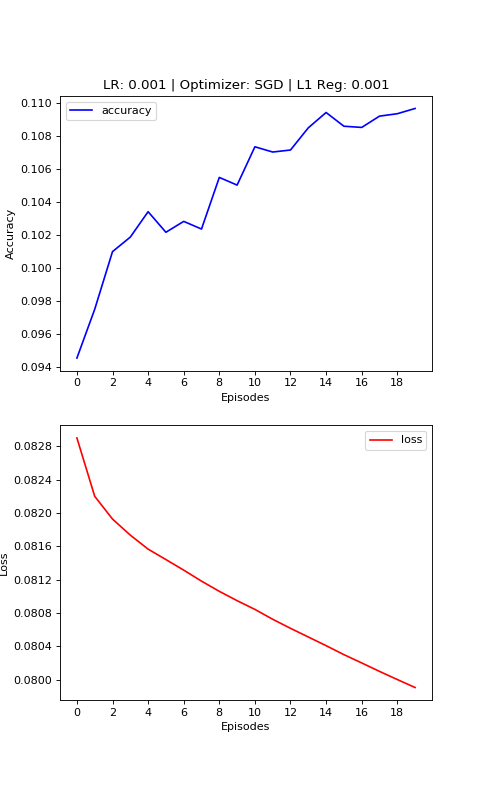 LR: 0.001 | Optimizer: SGD | L1 Reg: 0.001
accuracy
0.110
0.108
0.106
0.104
0.102
0.100
0.098
0.096
0.094
Accuracy
0 2 4 6 8 10 12 14 16 18
Episodes
loss
0.0828
0.0824
0.0820
0.0816
0.0812
0.0808
0.0804
0.0800
Loss
0 2 4 6 8 10 12 14 16 18
Episodes